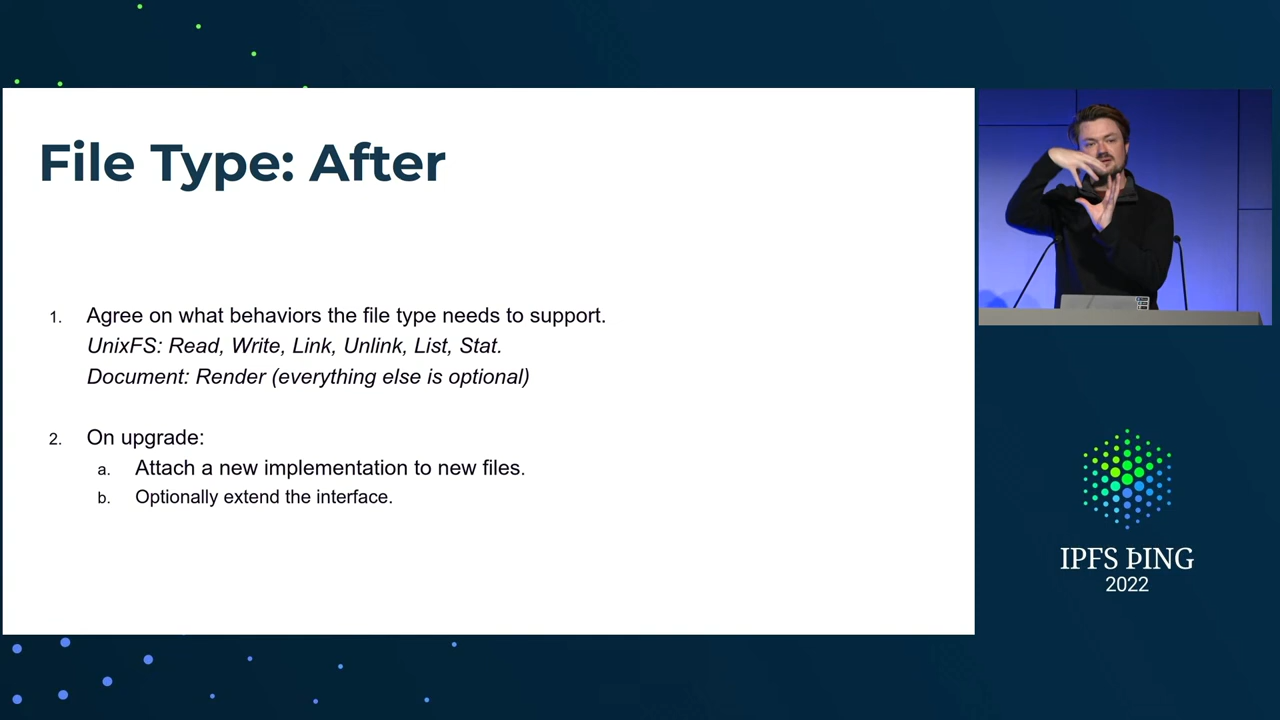 File Type: After
1. Agree on what behaviors the file type needs to support.
UnixFS: Read, Write, Link, Unlink, List, Stat.
Document: Render (everything else is optional)
2. On upgrade:
a. Attach a new implementation to new files.
b. Optionally extend the interface.
IPFS ÞING
2022